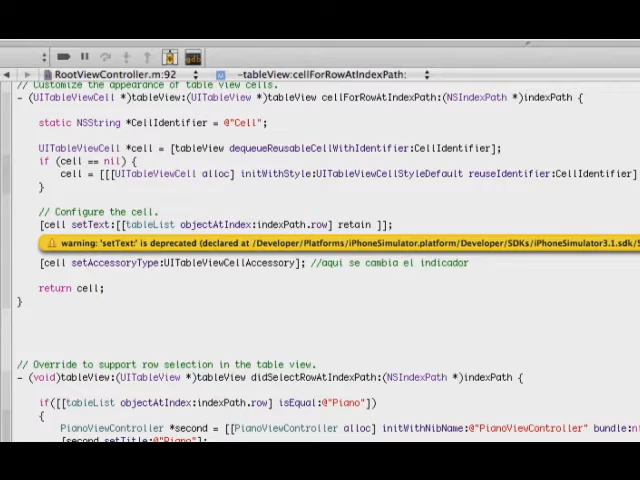 gdb
RootViewController.m:92 -tableView:cellForRowAtIndexPath:
// Customize the appearance of table view cells.
- (UITableViewCell *)tableView:(UITableView *)tableView cellForRowAtIndexPath:(NSIndexPath *)indexPath {
static NSString *CellIdentifier = @"Cell";
UITableViewCell *cell = [tableView dequeueReusableCellWithIdentifier:CellIdentifier];
if (cell == nil) {
cell = [[[UITableViewCell alloc] initWithStyle:UITableViewCellStyleDefault reuseIdentifier:CellIdentifier]
}
// Configure the cell.
[cell setText:[[tableList objectAtIndex:indexPath.row] retain ]];
warning: 'setText:' is deprecated (declared at /Developer/Platforms/iPhoneSimulator.platform/Developer/SDKs/iPhoneSimulator3.1.sdk/S
[cell setAccessoryType:UITableViewCellAccessory]; //aqui se cambia el indicador
return cell;
}
// Override to support row selection in the table view.
- (void)tableView:(UITableView *)tableView didSelectRowAtIndexPath:(NSIndexPath *)indexPath {
if([[tableList objectAtIndex:indexPath.row] isEqual:@"Piano"])
{
PianoViewController *second = [[PianoViewController alloc] initWithNibName:@"PianoViewController" bundle:ni
[second setTitle:@"Piano"];